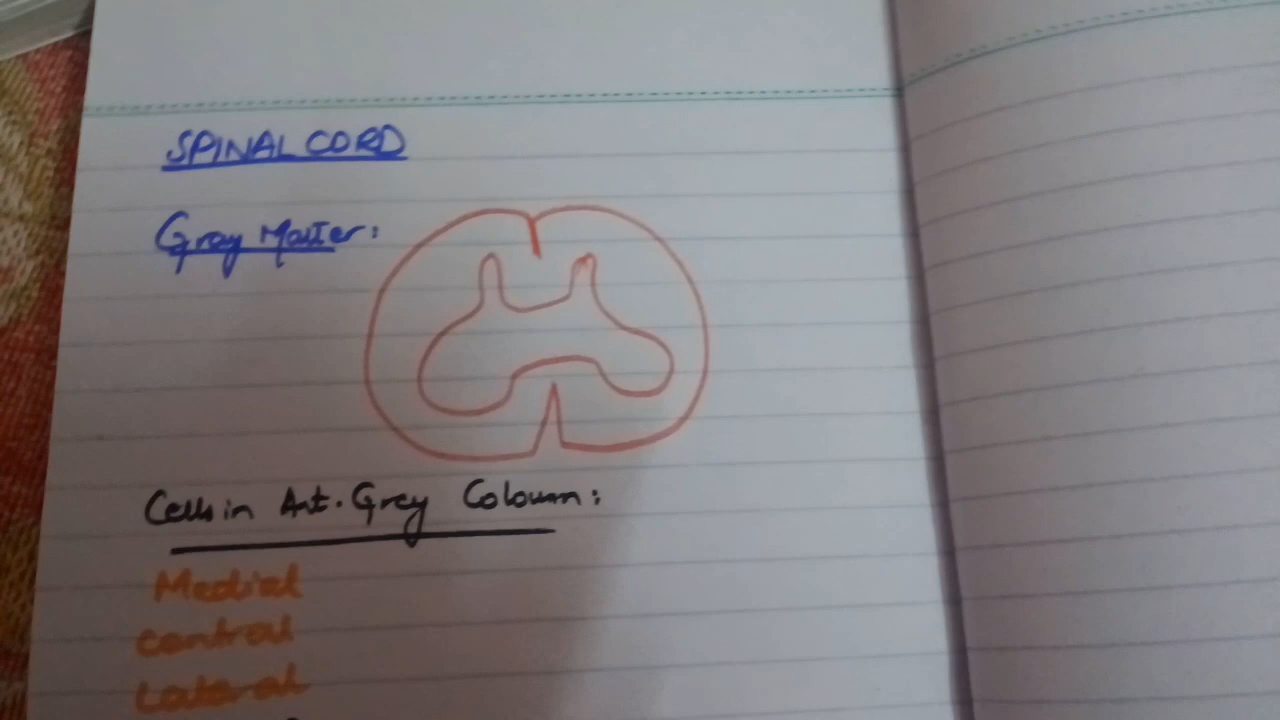 SPINAL CORD
Grey Matter:
Cells in Ant. Grey Coloumn:
Medial
central
Lateral